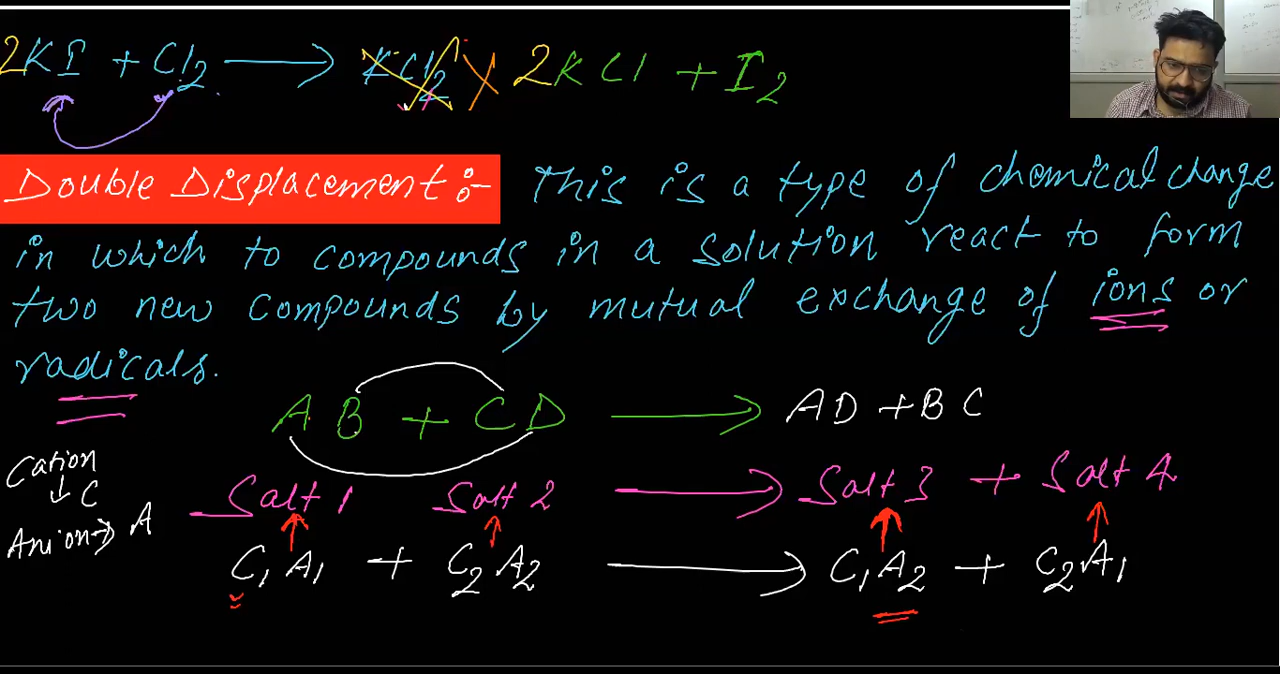 2KI + Cl2 → KCl2 X 2KCl + I2
Double Displacement:- This is a type of chemical change
in which to compounds in a solution react to form
two new compounds by mutual exchange of ions or
radicals.
AB + CD → AD + BC
Cation
↓ C
Anion → A
Salt 1 Salt 2 → Salt 3 + Salt 4
C1A1 + C2A2 → C1A2 + C2A1